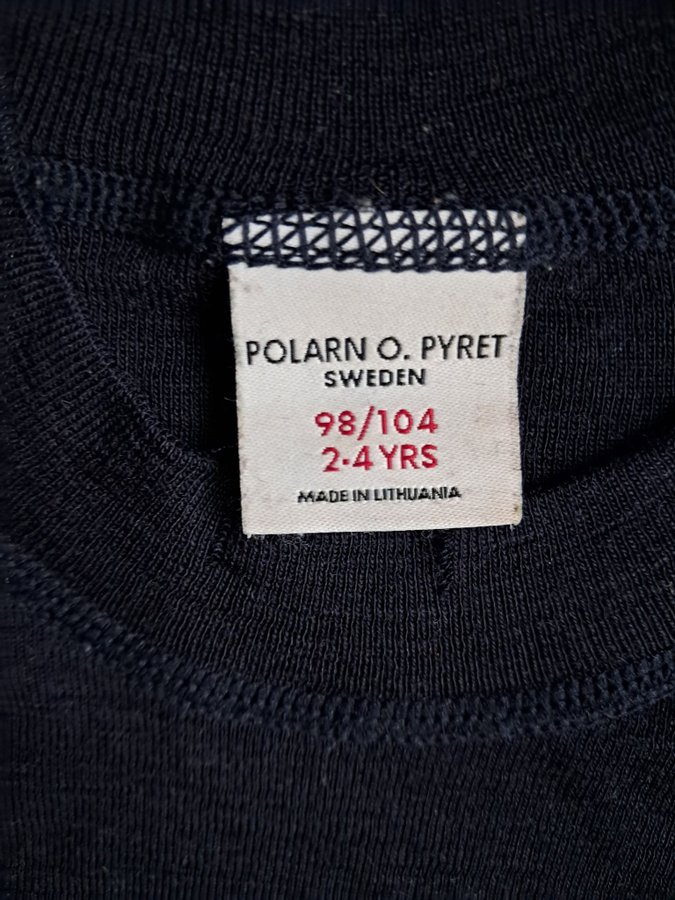 POLARN O. PYRET
SWEDEN
98/104
2-4 YRS
MADE IN LITHUANIA